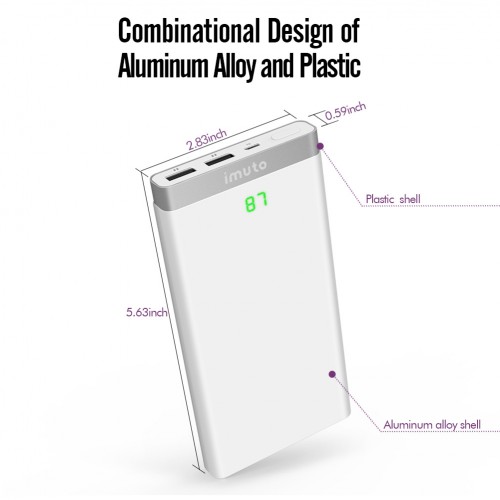 Combinational Design of
Aluminum Alloy and Plastic
0.59inch
2.83inch
imuto
87
Plastic shell
5.63inch
Aluminum alloy shell